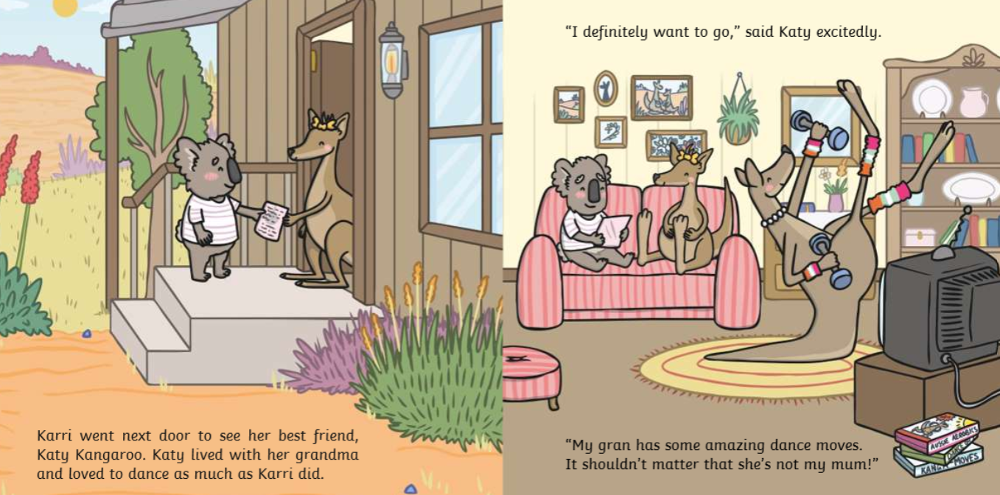 Karri went next door to see her best friend,
Katy Kangaroo. Katy lived with her grandma
and loved to dance as much as Karri did.
“I definitely want to go,” said Katy excitedly.
“My gran has some amazing dance moves.
It shouldn’t matter that she’s not my mum!”
AUSSIE AEROBICS
DANCE
MOVES